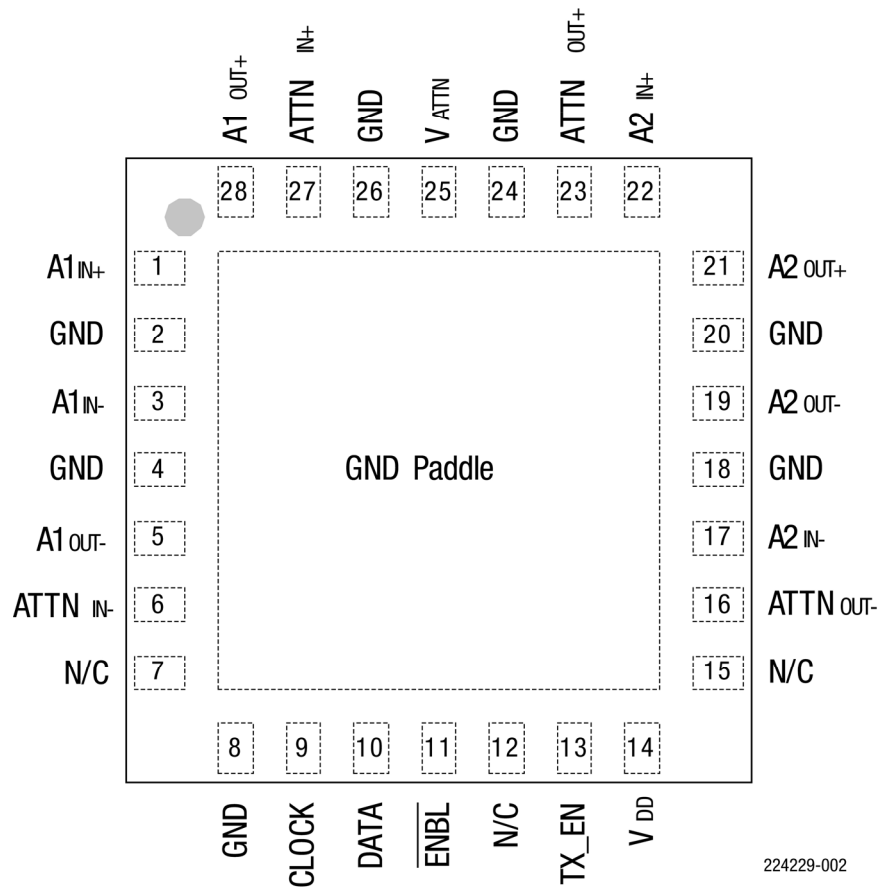 A1 OUT+
ATTN IN+
GND
V ATTN
GND
ATTN OUT+
A2 IN+
28 27 26 25 24 23 22
A1 IN+ 1 21 A2 OUT+
GND 2 20 GND
A1 IN- 3 19 A2 OUT-
GND 4 GND Paddle 18 GND
A1 OUT- 5 17 A2 IN-
ATTN IN- 6 16 ATTN OUT-
N/C 7 15 N/C
8 9 10 11 12 13 14
GND
CLOCK
DATA
E̅N̅B̅L̅
N/C
TX_EN
V DD
224229-002